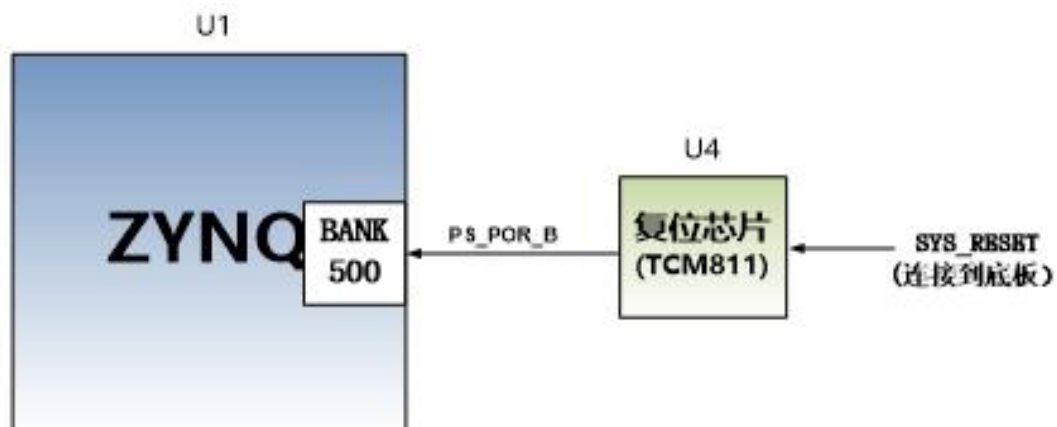 U1
U4
ZYNQ
BANK
500
PS_POR_B
复位芯片
(TCM811)
SYS_RESET
(连接到底板)